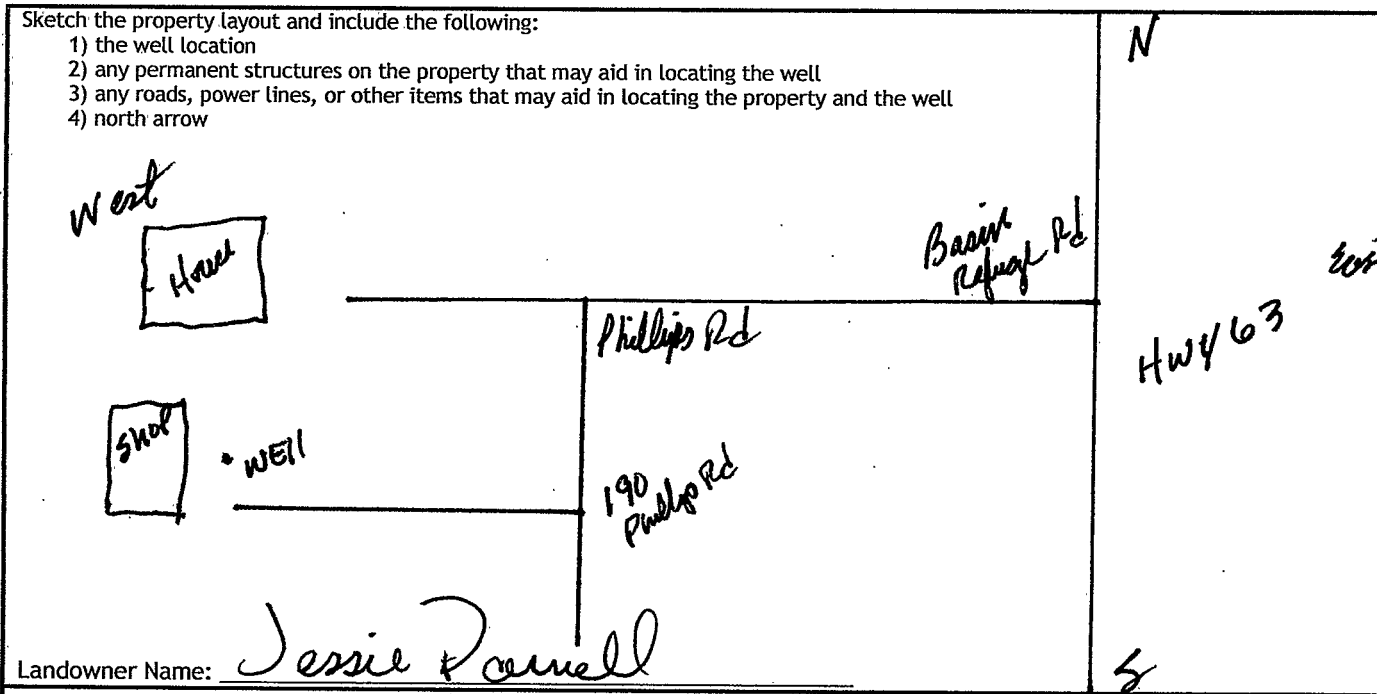 Sketch the property layout and include the following:
1) the well location
2) any permanent structures on the property that may aid in locating the well
3) any roads, power lines, or other items that may aid in locating the property and the well
4) north arrow
N
West
House
Basin
Refuge Rd
Phillips Rd
Hwy 63
Shop
WEll
190
Phillips Rd
Landowner Name: Jessie
S